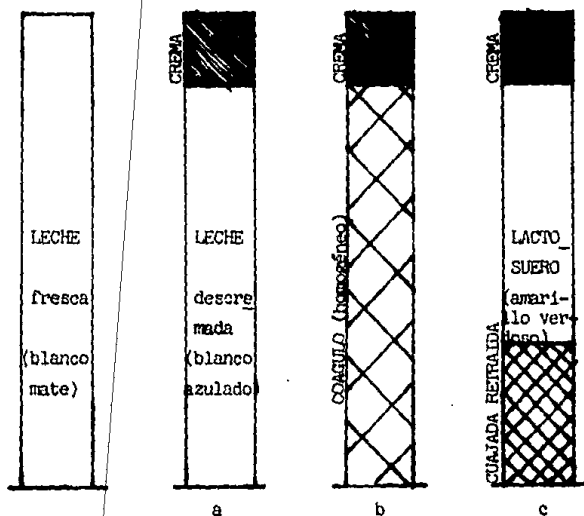 LECHE
fresca
(blanco
mate)
CREMA
LECHE
descre
mada
(blanco
azulado)
a
CREMA
COAGULO (homogéneo)
b
CREMA
LACTO_
SUERO
(amari-
llo ver-
doso)
CUAJADA RETRAIDA
c